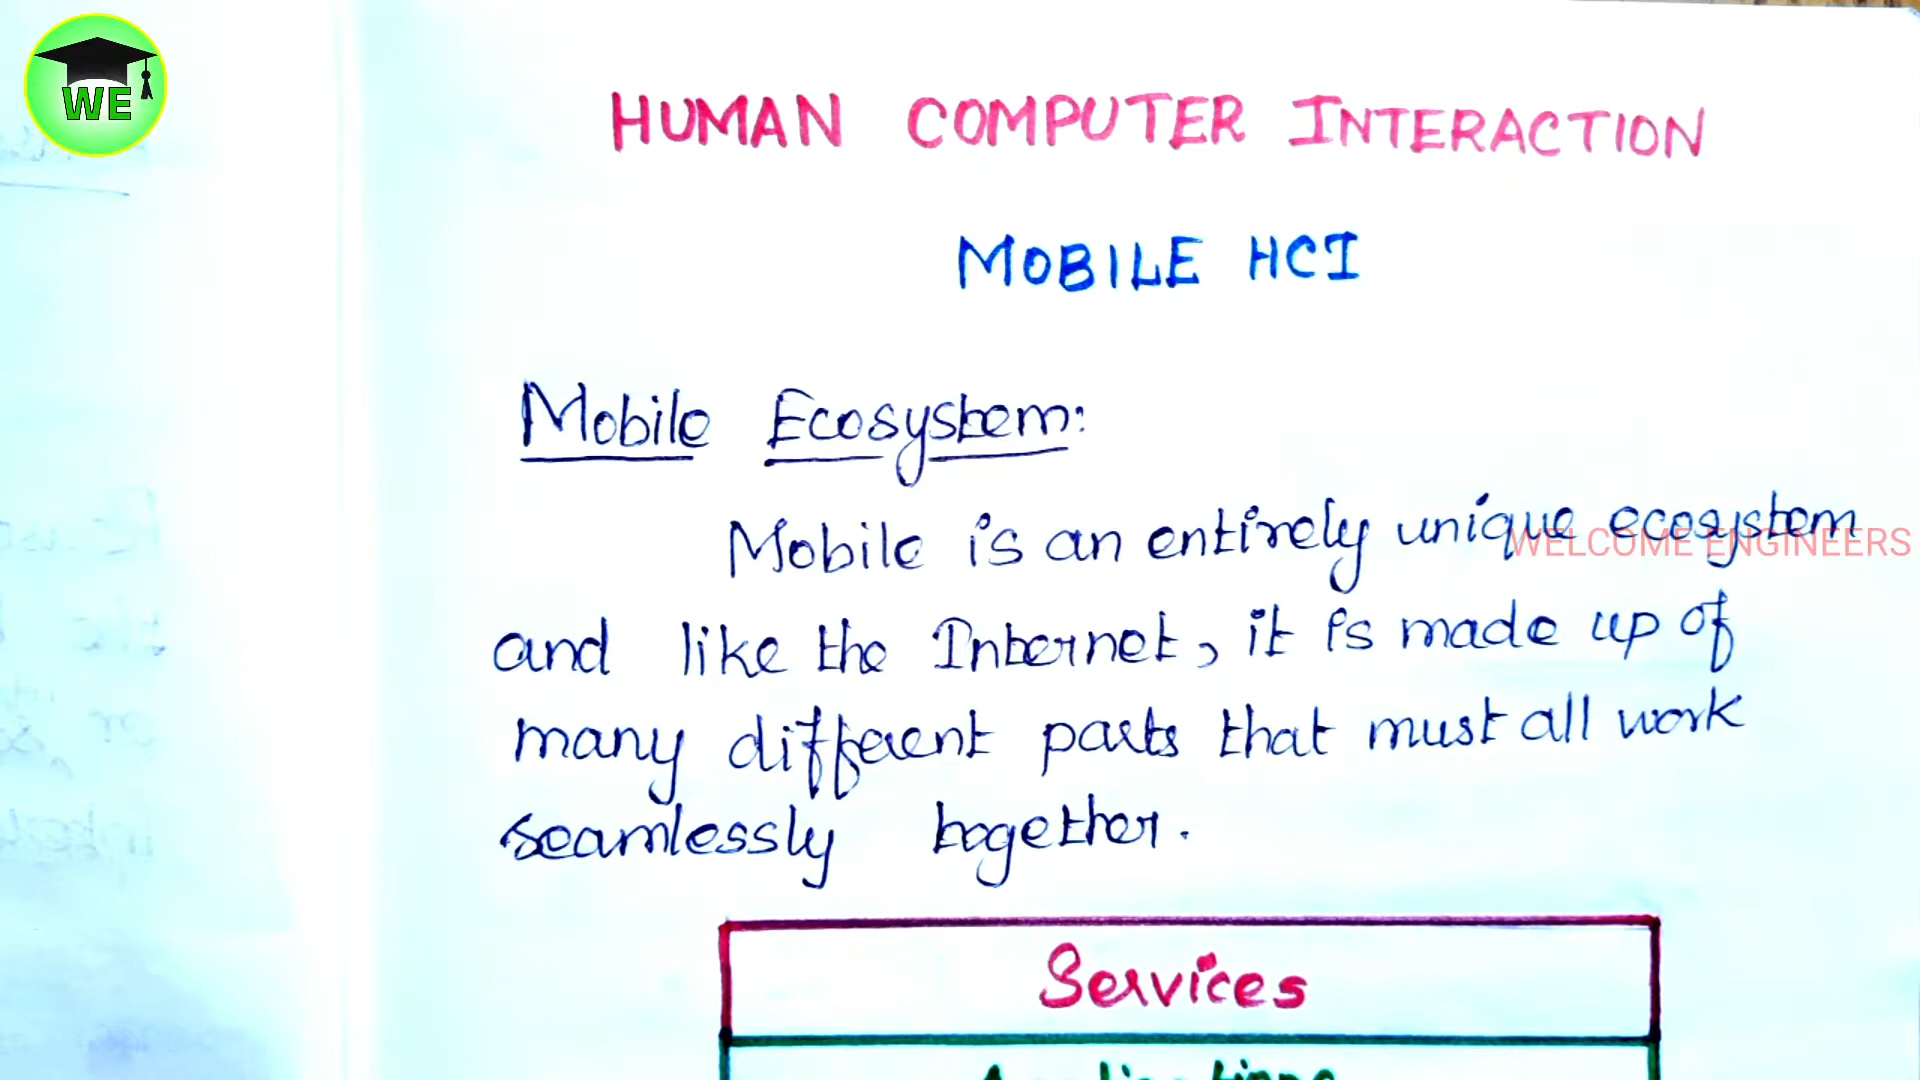 WE
HUMAN COMPUTER INTERACTION
MOBILE HCI
Mobile Ecosystem:
Mobile is an entirely unique ecosystem
WELCOME ENGINEERS
and like the Internet, it is made up of
many different parts that must all work
seamlessly together.
Services
Applications